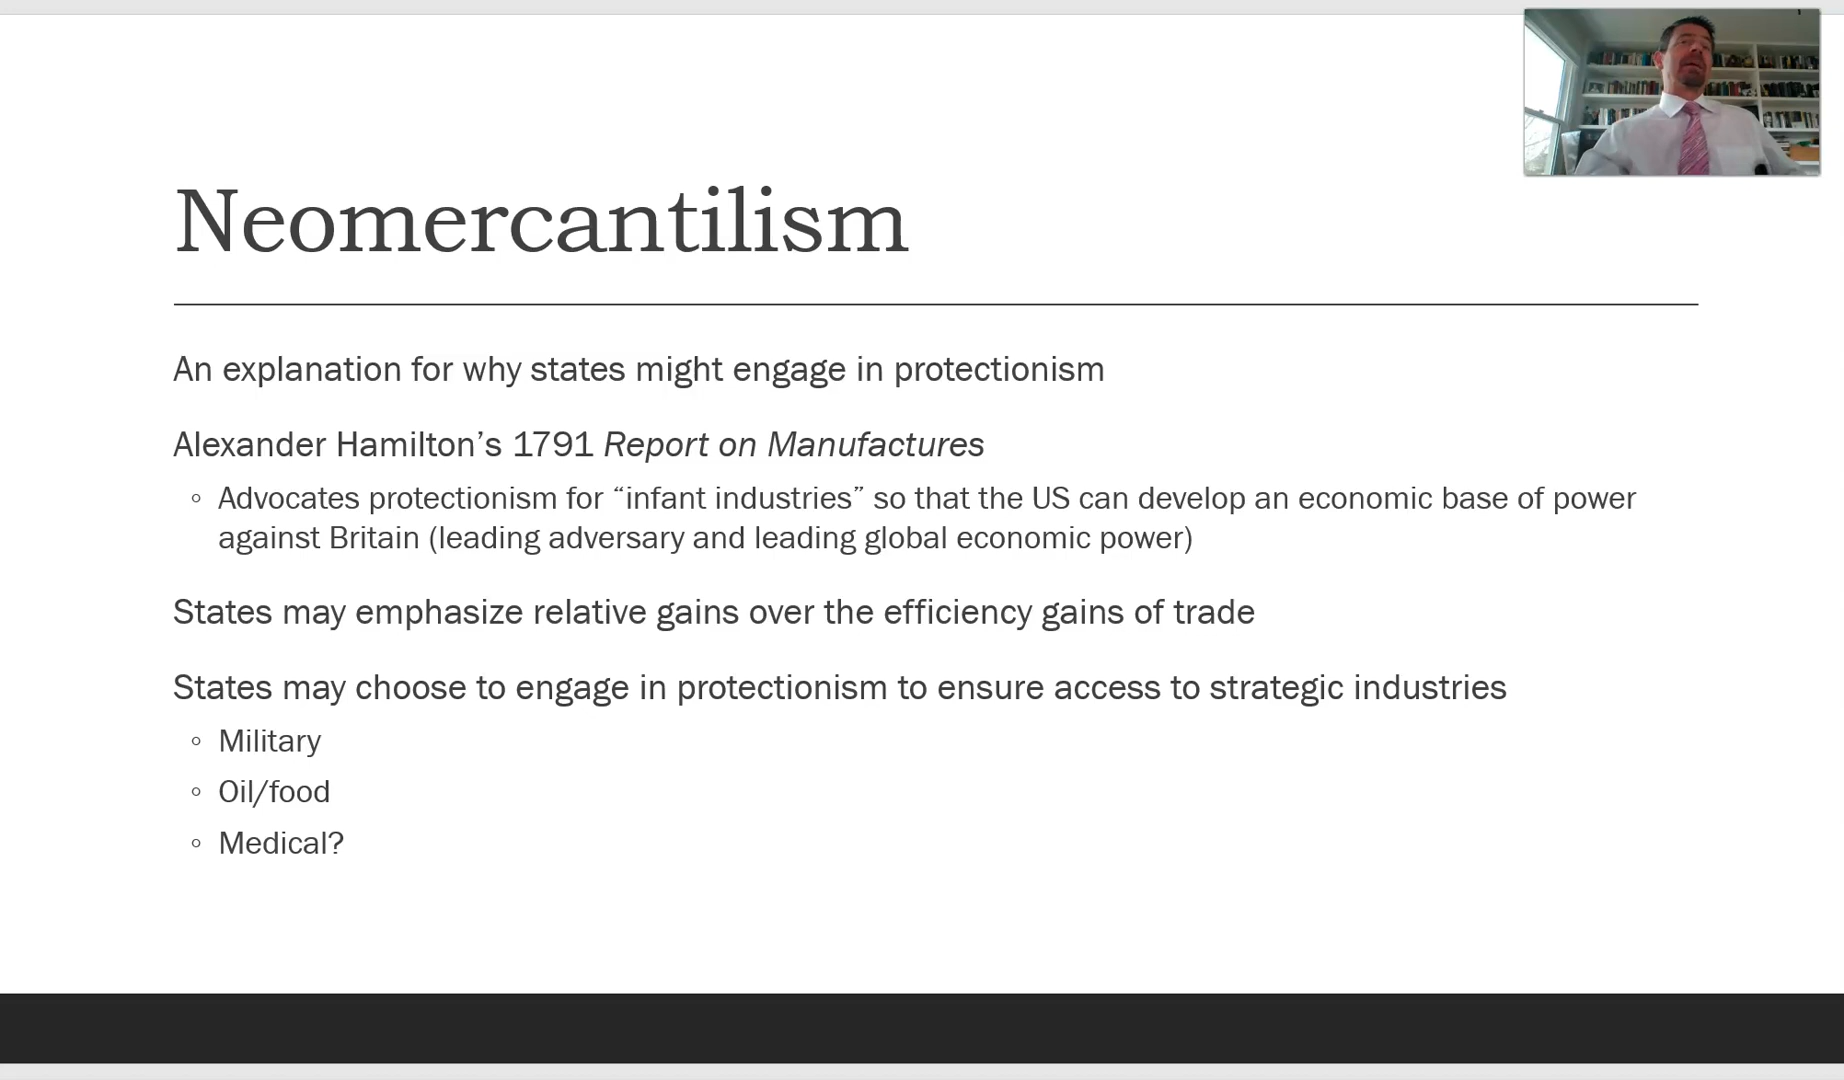 Neomercantilism
An explanation for why states might engage in protectionism
Alexander Hamilton’s 1791 Report on Manufactures
◦ Advocates protectionism for “infant industries” so that the US can develop an economic base of power
against Britain (leading adversary and leading global economic power)
States may emphasize relative gains over the efficiency gains of trade
States may choose to engage in protectionism to ensure access to strategic industries
◦ Military
◦ Oil/food
◦ Medical?